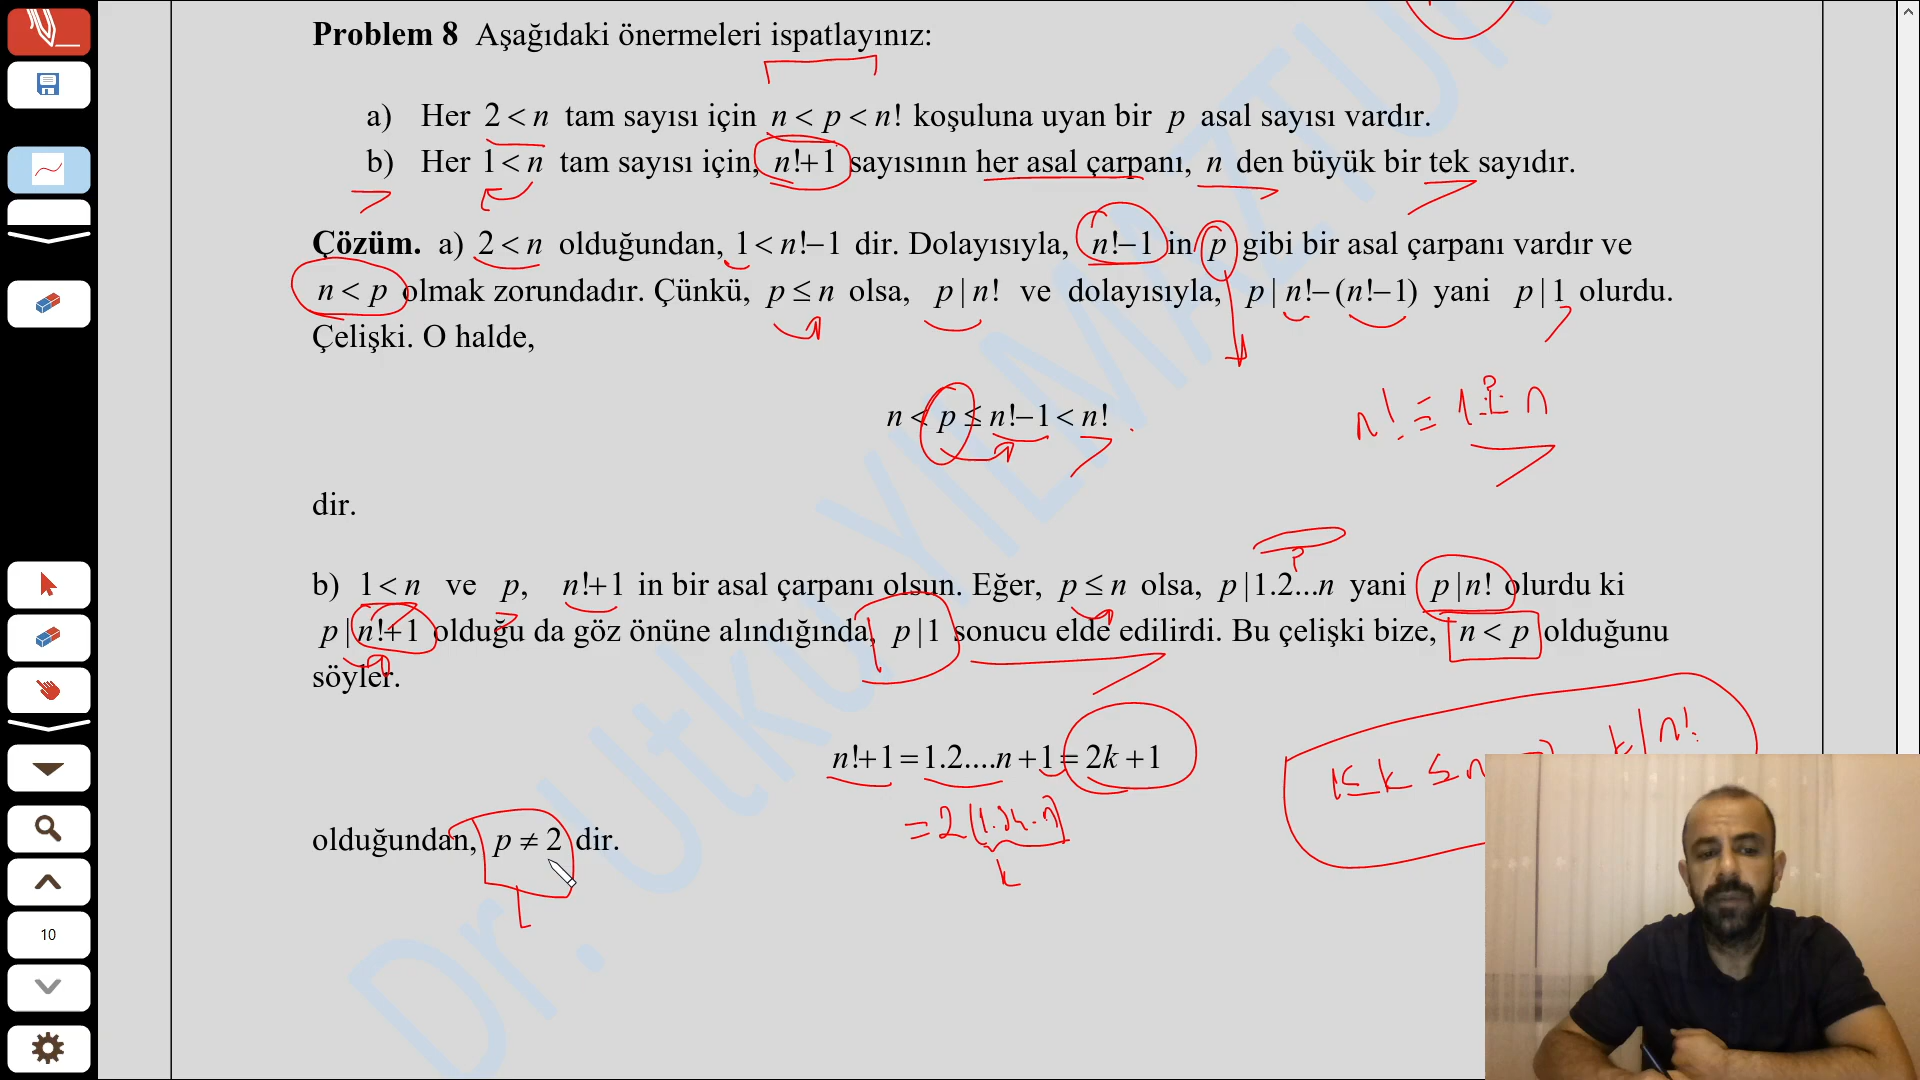 Problem 8 Aşağıdaki önermeleri ispatlayınız:
a) Her 2 < n tam sayısı için n < p < n! koşuluna uyan bir p asal sayısı vardır.
b) Her 1 < n tam sayısı için, n!+1 sayısının her asal çarpanı, n den büyük bir tek sayıdır.
Çözüm. a) 2 < n olduğundan, 1 < n!−1 dir. Dolayısıyla, n!−1 in p gibi bir asal çarpanı vardır ve
n < p olmak zorundadır. Çünkü, p ≤ n olsa, p | n! ve dolayısıyla, p | n!−(n!−1) yani p | 1 olurdu.
Çelişki. O halde,
n < p ≤ n!−1 < n!
dir.
b) 1 < n ve p, n!+1 in bir asal çarpanı olsun. Eğer, p ≤ n olsa, p | 1.2...n yani p | n! olurdu ki
p | n!+1 olduğu da göz önüne alındığında, p | 1 sonucu elde edilirdi. Bu çelişki bize, n < p olduğunu
söyler.
n!+1 = 1.2....n +1 = 2k +1
k | n!
1 ≤ k ≤ n
= 2
k
olduğundan, p ≠ 2 dir.
10
Dr. Utku YILMAZTÜRK